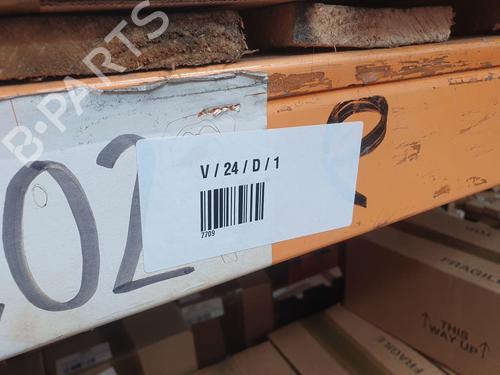 B-PARTS
202
R
V / 24 / D / 1
7709
FRAGILE
THIS
WAY UP
FRAGILE